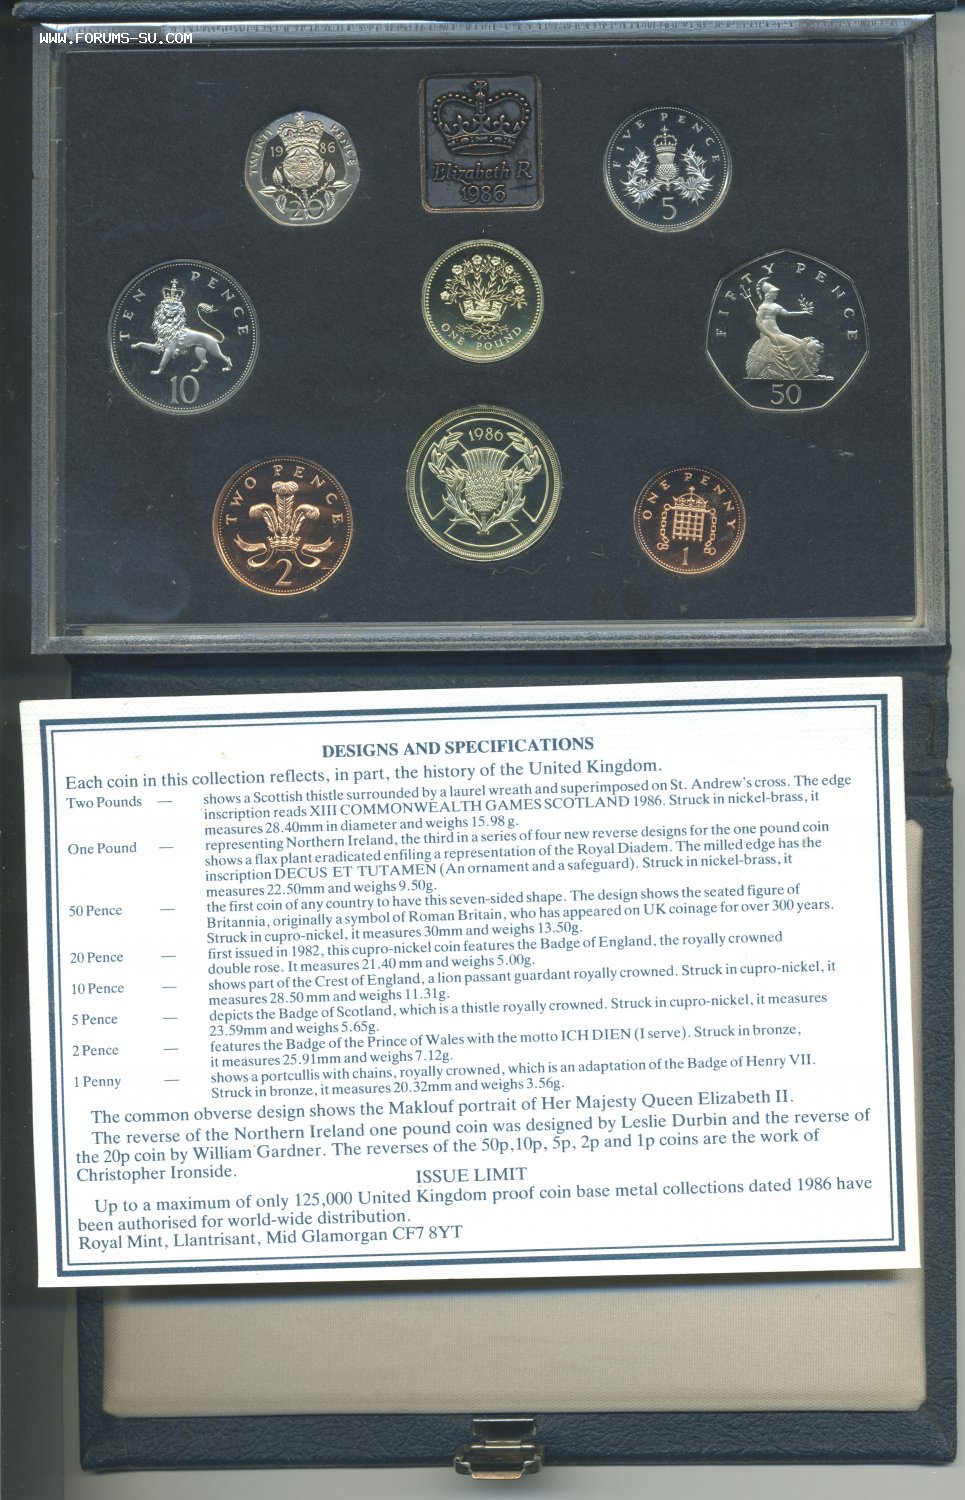 WWW.FORUMS-SU.COM
TWENTY PENCE
1986
20
Elizabeth R
1986
FIVE PENCE
5
TEN PENCE
10
ONE POUND
FIFTY PENCE
50
TWO PENCE
2
1986
ONE PENNY
1
DESIGNS AND SPECIFICATIONS
Each coin in this collection reflects, in part, the history of the United Kingdom.
Two Pounds — shows a Scottish thistle surrounded by a laurel wreath and superimposed on St. Andrew's cross. The edge
inscription reads XIII COMMONWEALTH GAMES SCOTLAND 1986. Struck in nickel-brass, it
measures 28.40mm in diameter and weighs 15.98 g.
One Pound — representing Northern Ireland, the third in a series of four new reverse designs for the one pound coin
shows a flax plant eradicated enfiling a representation of the Royal Diadem. The milled edge has the
inscription DECUS ET TUTAMEN (An ornament and a safeguard). Struck in nickel-brass, it
measures 22.50mm and weighs 9.50g.
50 Pence — the first coin of any country to have this seven-sided shape. The design shows the seated figure of
Britannia, originally a symbol of Roman Britain, who has appeared on UK coinage for over 300 years.
Struck in cupro-nickel, it measures 30mm and weighs 13.50g.
20 Pence — first issued in 1982, this cupro-nickel coin features the Badge of England, the royally crowned
double rose. It measures 21.40 mm and weighs 5.00g.
10 Pence — shows part of the Crest of England, a lion passant guardant royally crowned. Struck in cupro-nickel, it
measures 28.50 mm and weighs 11.31g.
5 Pence — depicts the Badge of Scotland, which is a thistle royally crowned. Struck in cupro-nickel, it measures
23.59mm and weighs 5.65g.
2 Pence — features the Badge of the Prince of Wales with the motto ICH DIEN (I serve). Struck in bronze,
it measures 25.91mm and weighs 7.12g.
1 Penny — shows a portcullis with chains, royally crowned, which is an adaptation of the Badge of Henry VII.
Struck in bronze, it measures 20.32mm and weighs 3.56g.
The common obverse design shows the Maklouf portrait of Her Majesty Queen Elizabeth II.
The reverse of the Northern Ireland one pound coin was designed by Leslie Durbin and the reverse of
the 20p coin by William Gardner. The reverses of the 50p,10p, 5p, 2p and 1p coins are the work of
Christopher Ironside.
ISSUE LIMIT
Up to a maximum of only 125,000 United Kingdom proof coin base metal collections dated 1986 have
been authorised for world-wide distribution.
Royal Mint, Llantrisant, Mid Glamorgan CF7 8YT